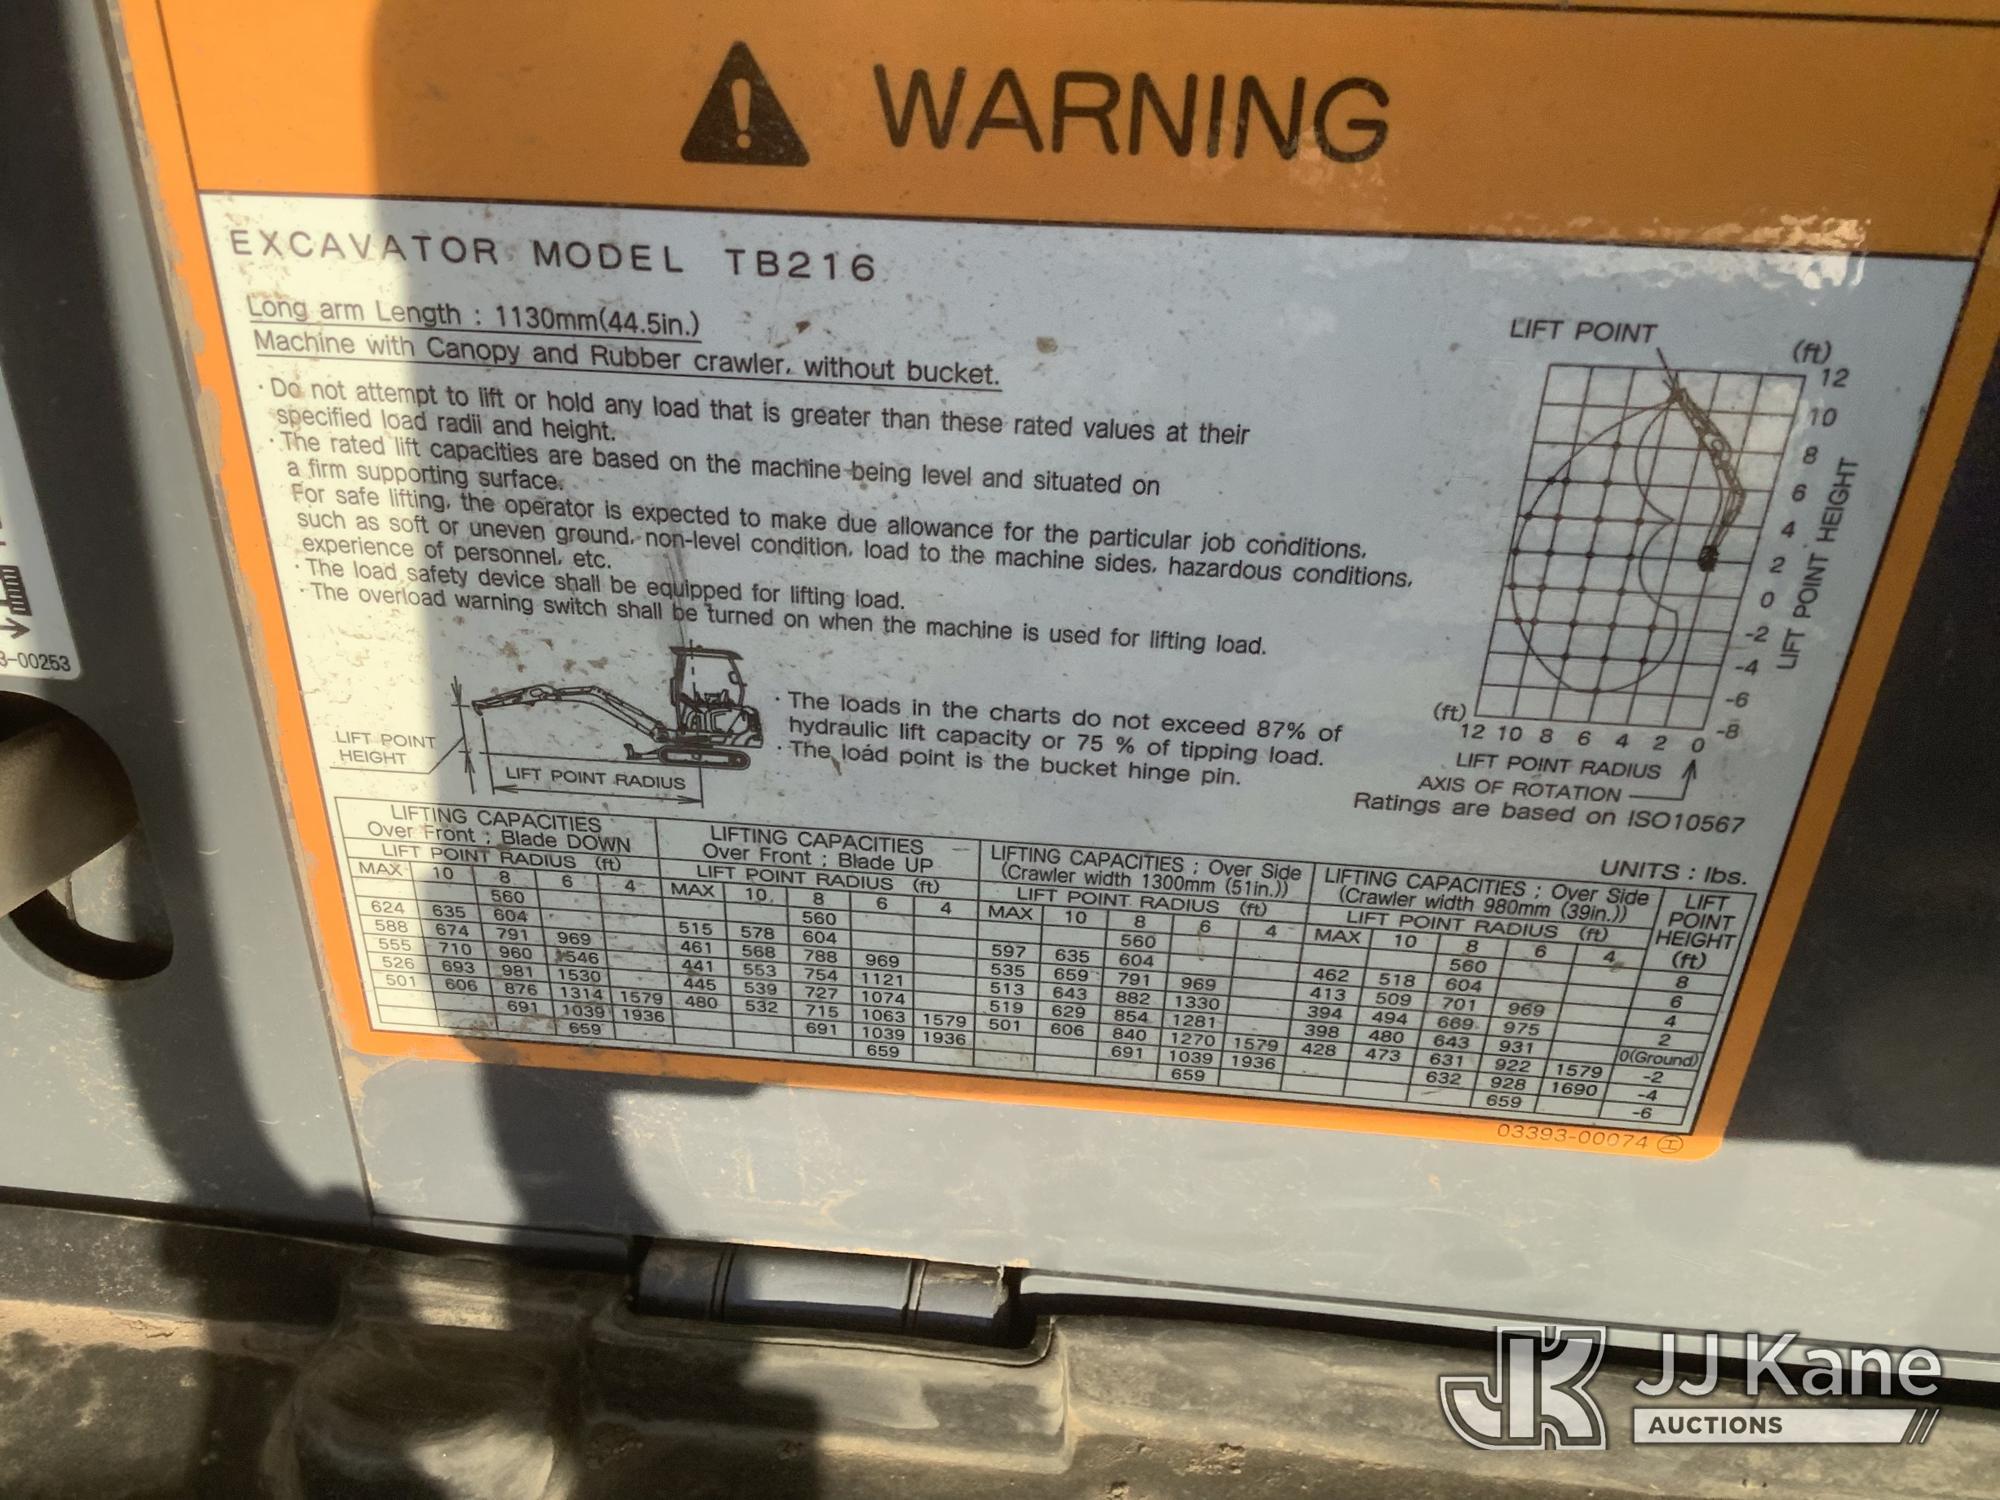 WARNING
EXCAVATOR MODEL TB216
Long arm Length : 1130mm(44.5in.)
Machine with Canopy and Rubber crawler, without bucket.
· Do not attempt to lift or hold any load that is greater than these rated values at their
specified load radii and height.
· The rated lift capacities are based on the machine being level and situated on
a firm supporting surface.
For safe lifting, the operator is expected to make due allowance for the particular job conditions,
such as soft or uneven ground, non-level condition, load to the machine sides, hazardous conditions,
experience of personnel, etc.
· The load safety device shall be equipped for lifting load.
· The overload warning switch shall be turned on when the machine is used for lifting load.
LIFT POINT
(ft)
12
10
8
6
4
2
0
-2
-4
-6
-8
LIFT POINT HEIGHT
(ft)
12 10 8 6 4 2 0
LIFT POINT RADIUS
AXIS OF ROTATION
Ratings are based on ISO10567
3-00253
LIFT POINT
HEIGHT
LIFT POINT RADIUS
· The loads in the charts do not exceed 87% of
hydraulic lift capacity or 75 % of tipping load.
· The load point is the bucket hinge pin.
UNITS : lbs.
LIFTING CAPACITIES
Over Front ; Blade DOWN
LIFT POINT RADIUS (ft)
MAX 10 8 6 4
560
624 635 604
588 674 791 969
555 710 960 1546
526 693 981 1530
501 606 876 1314 1579
691 1039 1936
659
LIFTING CAPACITIES
Over Front ; Blade UP
LIFT POINT RADIUS (ft)
MAX 10 8 6 4
560
515 578 604
461 568 788 969
441 553 754 1121
445 539 727 1074
480 532 715 1063 1579
691 1039 1936
659
LIFTING CAPACITIES ; Over Side
(Crawler width 1300mm (51in.))
LIFT POINT RADIUS (ft)
MAX 10 8 6 4
560
597 635 604
535 659 791 969
513 643 882 1330
519 629 854 1281
501 606 840 1270 1579
691 1039 1936
659
LIFTING CAPACITIES ; Over Side
(Crawler width 980mm (39in.))
LIFT POINT RADIUS (ft)
MAX 10 8 6 4
560
462 518 604
413 509 701 969
394 494 669 975
398 480 643 931
428 473 631 922 1579
632 928 1690
659
LIFT
POINT
HEIGHT
(ft)
8
6
4
2
0(Ground)
-2
-4
-6
03393-00074
JJ Kane
AUCTIONS